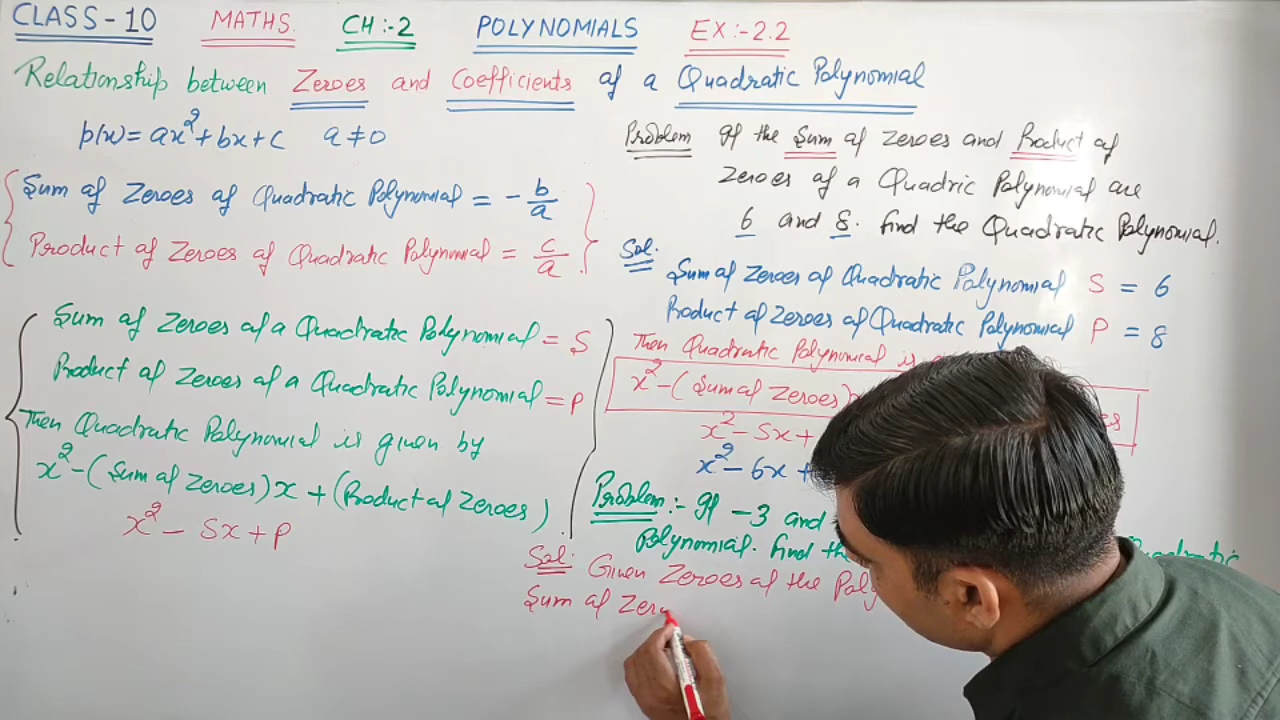 CLASS-10 MATHS. CH:-2 POLYNOMIALS EX:-2.2
Relationship between Zeroes and Coefficients of a Quadratic Polynomial
p(x)= ax²+bx+c a≠0
Sum of Zeroes of Quadratic Polynomial = -b/a
Product of Zeroes of Quadratic Polynomial = c/a
Sum of Zeroes of a Quadratic Polynomial = S
Product of Zeroes of a Quadratic Polynomial = P
Then Quadratic Polynomial is given by
x²-(Sum of Zeroes)x+(Product of Zeroes)
x²- Sx+P
Problem If the Sum of Zeroes and Product of
Zeroes of a Quadric Polynomial are
6 and 8. find the Quadratic Polynomial.
Sol:
Sum of Zeroes of Quadratic Polynomial S = 6
Product of Zeroes of Quadratic Polynomial P = 8
Then Quadratic Polynomial is
x²-(Sum of Zeroes)
x²-Sx+
x²-6x+
Problem:- If -3 and
Polynomial. find the Quadratic
Sol: Given Zeroes of the
Sum of